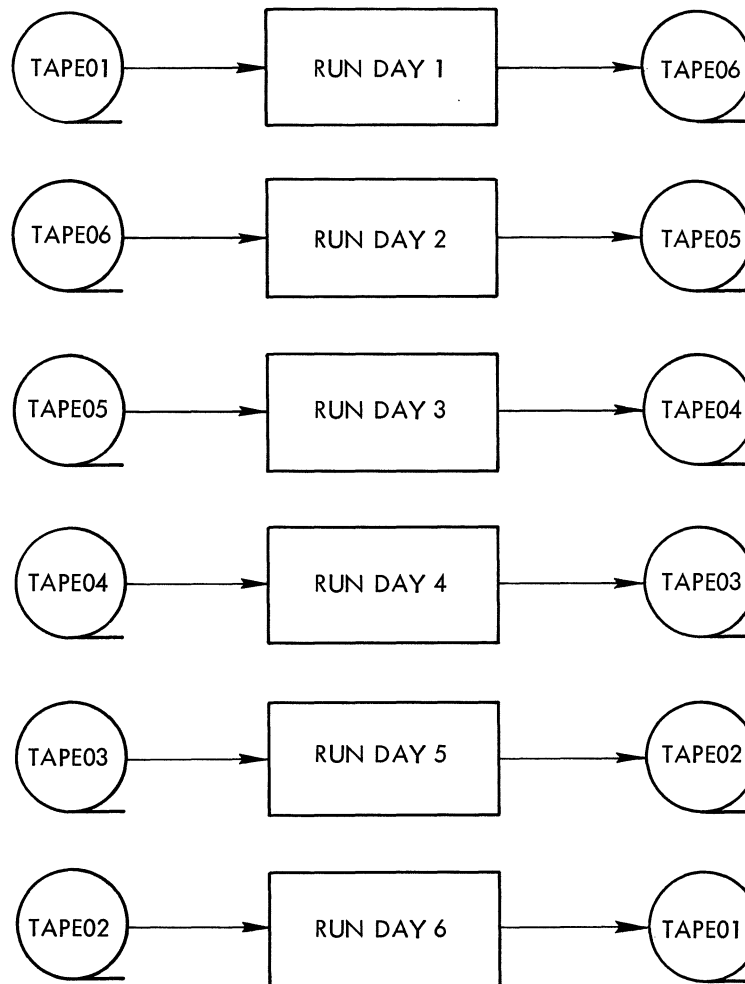 TAPE01 RUN DAY 1 TAPE06
TAPE06 RUN DAY 2 TAPE05
TAPE05 RUN DAY 3 TAPE04
TAPE04 RUN DAY 4 TAPE03
TAPE03 RUN DAY 5 TAPE02
TAPE02 RUN DAY 6 TAPE01